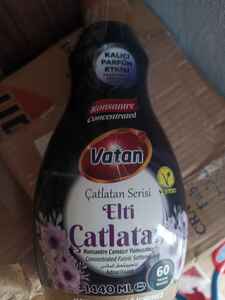 KALICI
PARFÜM
ETKİSİ
Konsantre
Concentrated
Vatan
Çatlatan Serisi
Elti
Çatlata
Konsantre Çamaşır Yumuşatıcı
Concentrated Fabric Softener
1440 ML e
60